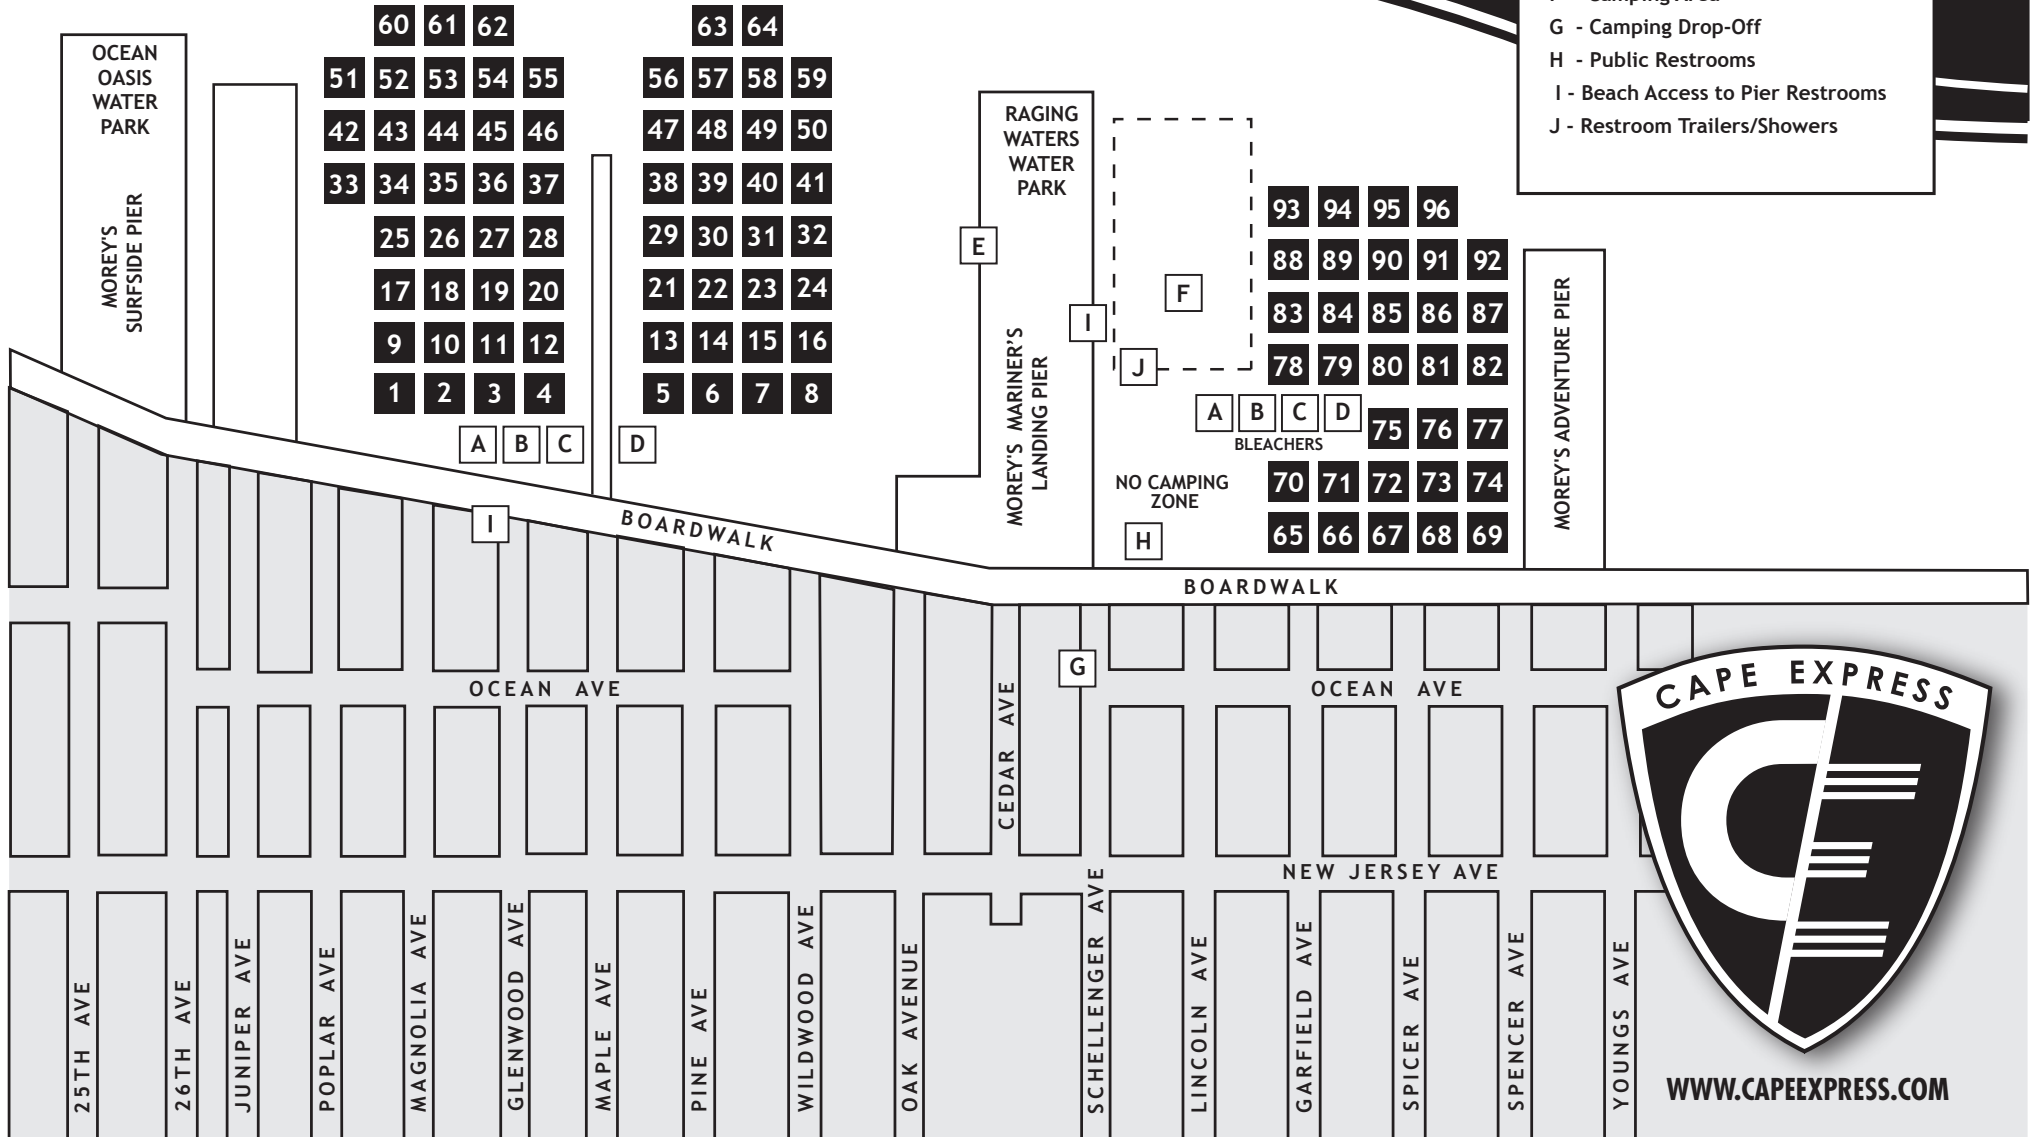 F - Camping Area
G - Camping Drop-Off
H - Public Restrooms
I - Beach Access to Pier Restrooms
J - Restroom Trailers/Showers
OCEAN
OASIS
WATER
PARK
MOREY'S
SURFSIDE PIER
60 61 62
51 52 53 54 55
42 43 44 45 46
33 34 35 36 37
25 26 27 28
17 18 19 20
9 10 11 12
1 2 3 4
63 64
56 57 58 59
47 48 49 50
38 39 40 41
29 30 31 32
21 22 23 24
13 14 15 16
5 6 7 8
A B C D
I
BOARDWALK
RAGING
WATERS
WATER
PARK
E
MOREY'S MARINER'S
LANDING PIER
I
F
J
93 94 95 96
88 89 90 91 92
83 84 85 86 87
78 79 80 81 82
A B C D
BLEACHERS
75 76 77
70 71 72 73 74
65 66 67 68 69
NO CAMPING
ZONE
H
MOREY'S ADVENTURE PIER
BOARDWALK
G
OCEAN AVE
OCEAN AVE
CEDAR AVE
NEW JERSEY AVE
25TH AVE
26TH AVE
JUNIPER AVE
POPLAR AVE
MAGNOLIA AVE
GLENWOOD AVE
MAPLE AVE
PINE AVE
WILDWOOD AVE
OAK AVENUE
SCHELLENGER AVE
LINCOLN AVE
GARFIELD AVE
SPICER AVE
SPENCER AVE
YOUNGS AVE
CAPE EXPRESS
CE
WWW.CAPEEXPRESS.COM